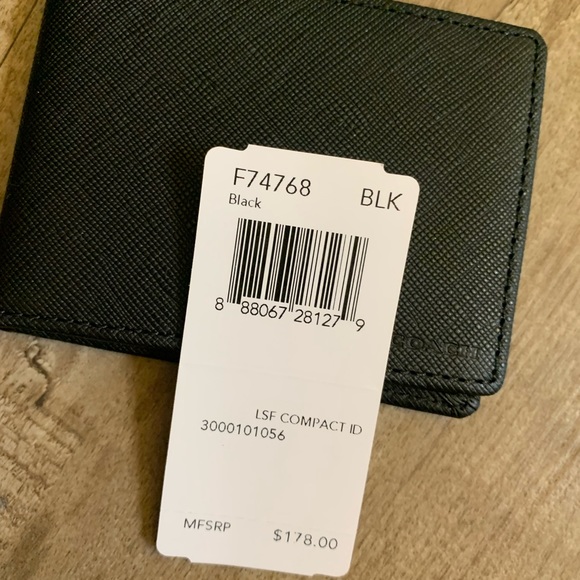 F74768 BLK
Black
8 88067 28127 9
COACH
LSF COMPACT ID
3000101056
MFSRP $178.00